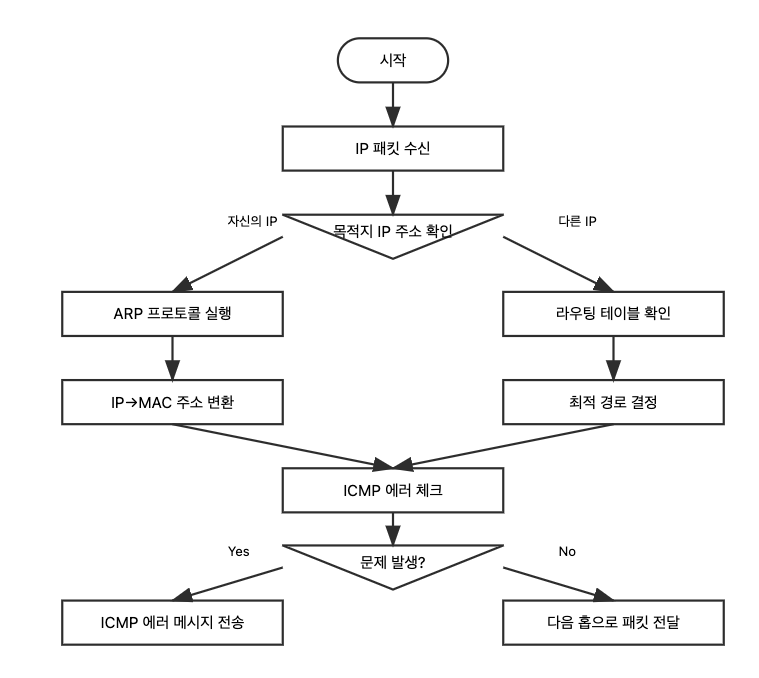 시작
IP 패킷 수신
목적지 IP 주소 확인
자신의 IP
다른 IP
ARP 프로토콜 실행
라우팅 테이블 확인
IP→MAC 주소 변환
최적 경로 결정
ICMP 에러 체크
문제 발생?
Yes
No
ICMP 에러 메시지 전송
다음 홉으로 패킷 전달